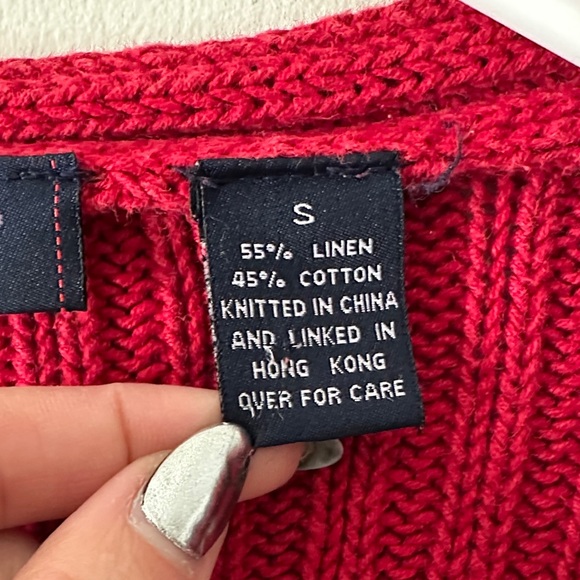 S
55% LINEN
45% COTTON
KNITTED IN CHINA
AND LINKED IN
HONG KONG
OVER FOR CARE